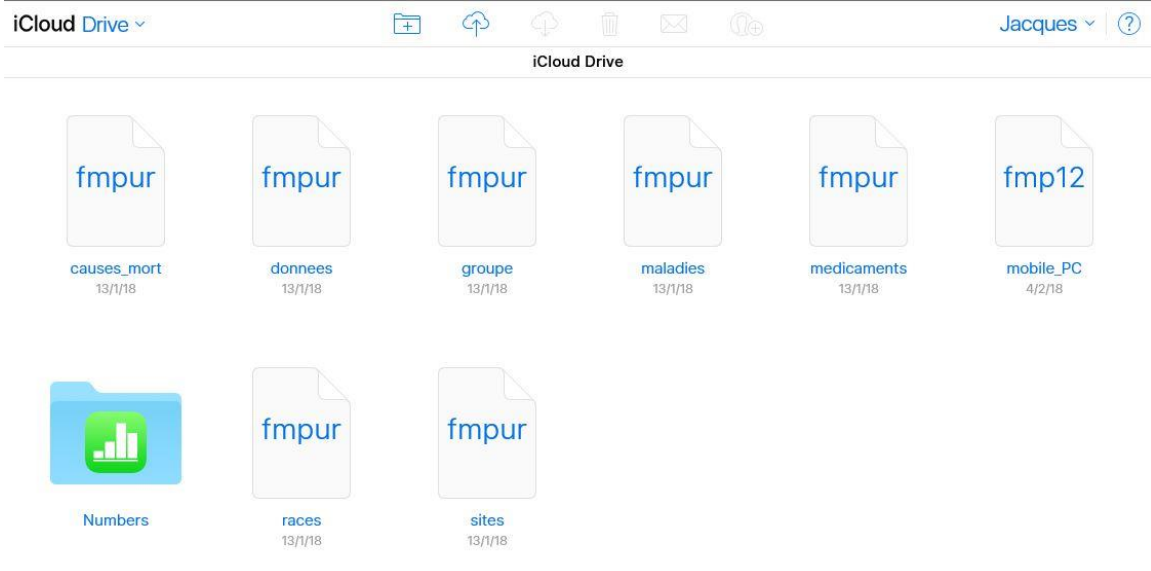 iCloud Drive Jacques ?
iCloud Drive
fmpur fmpur fmpur fmpur fmpur fmp12
causes_mort donnees groupe maladies medicaments mobile_PC
13/1/18 13/1/18 13/1/18 13/1/18 13/1/18 4/2/18
fmpur fmpur
Numbers races sites
13/1/18 13/1/18